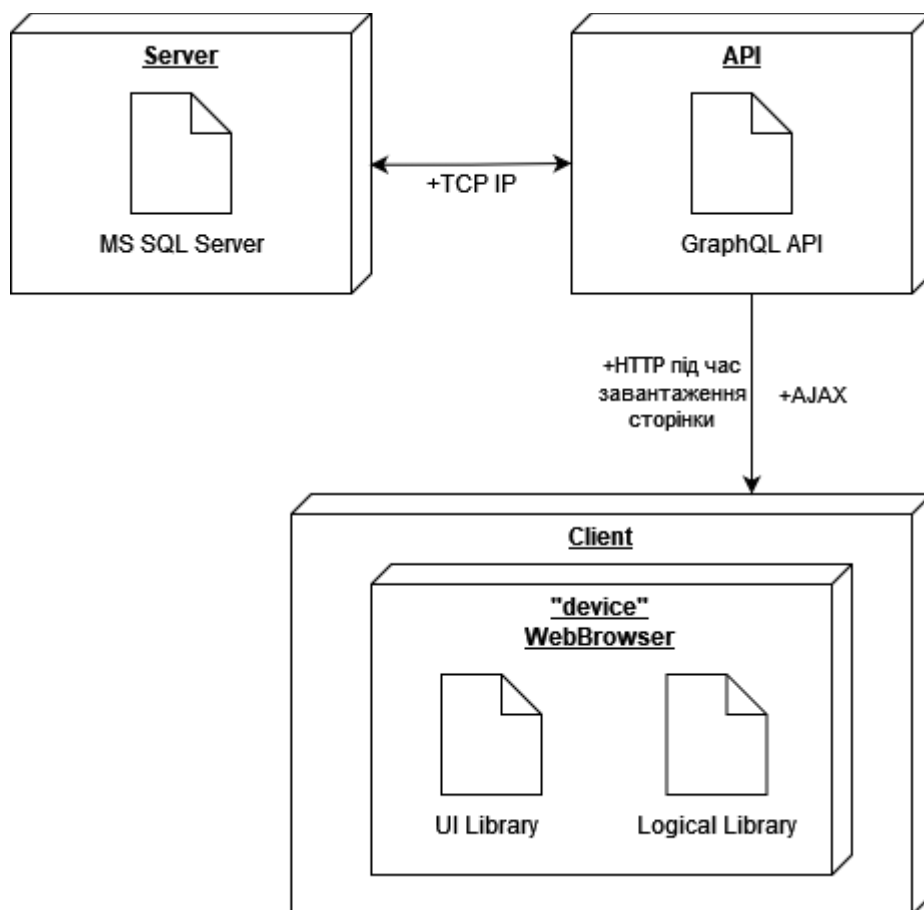 Server
MS SQL Server
+TCP IP
API
GraphQL API
+HTTP під час
завантаження
сторінки
+AJAX
Client
"device"
WebBrowser
UI Library
Logical Library